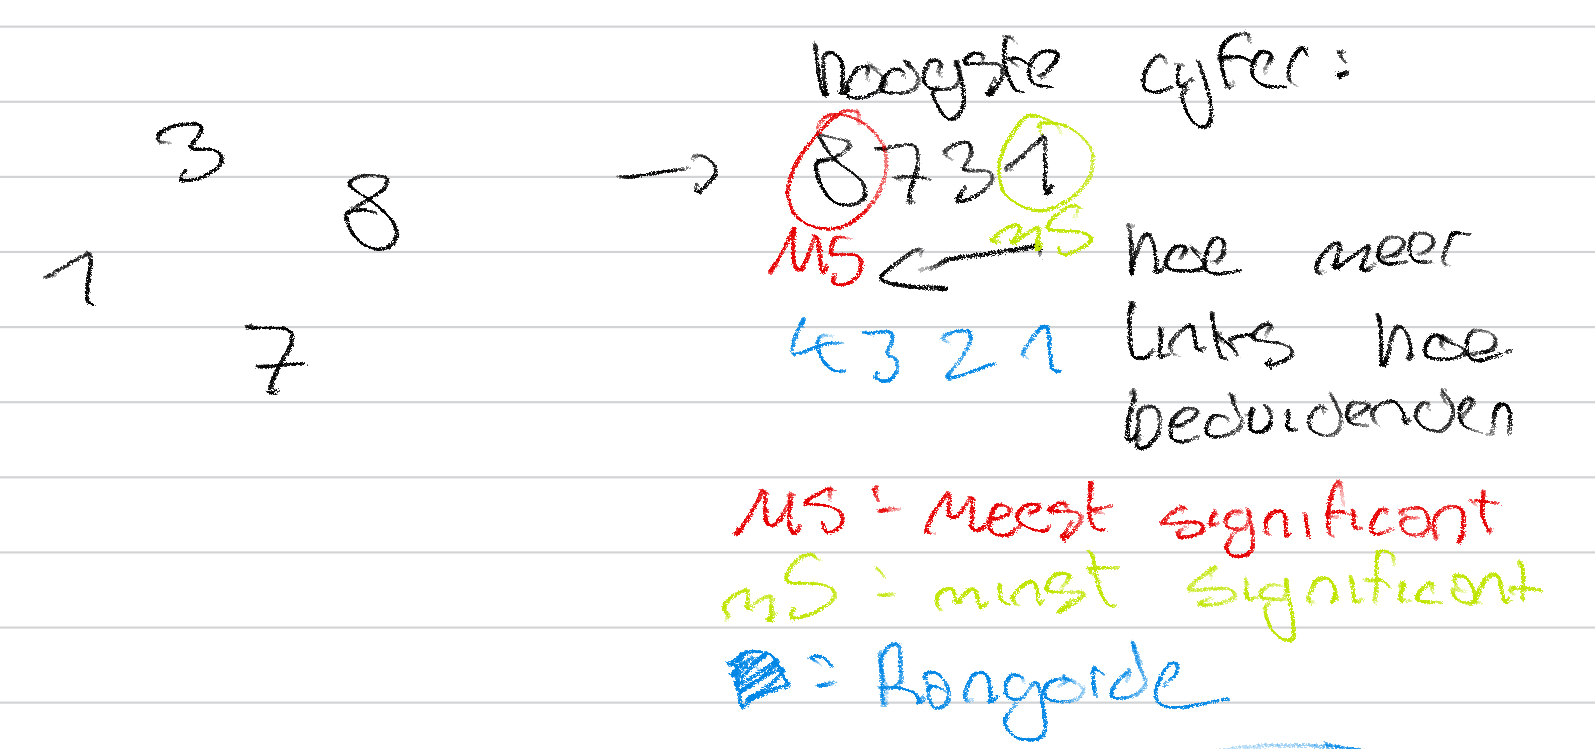 hoogste cyfer:
3
8
→ 8731
1
mS
MS ← hoe meer
7
4 3 2 1 links hoe
beduidenden
MS: Meest significant
mS: minst significant
: Rangorde